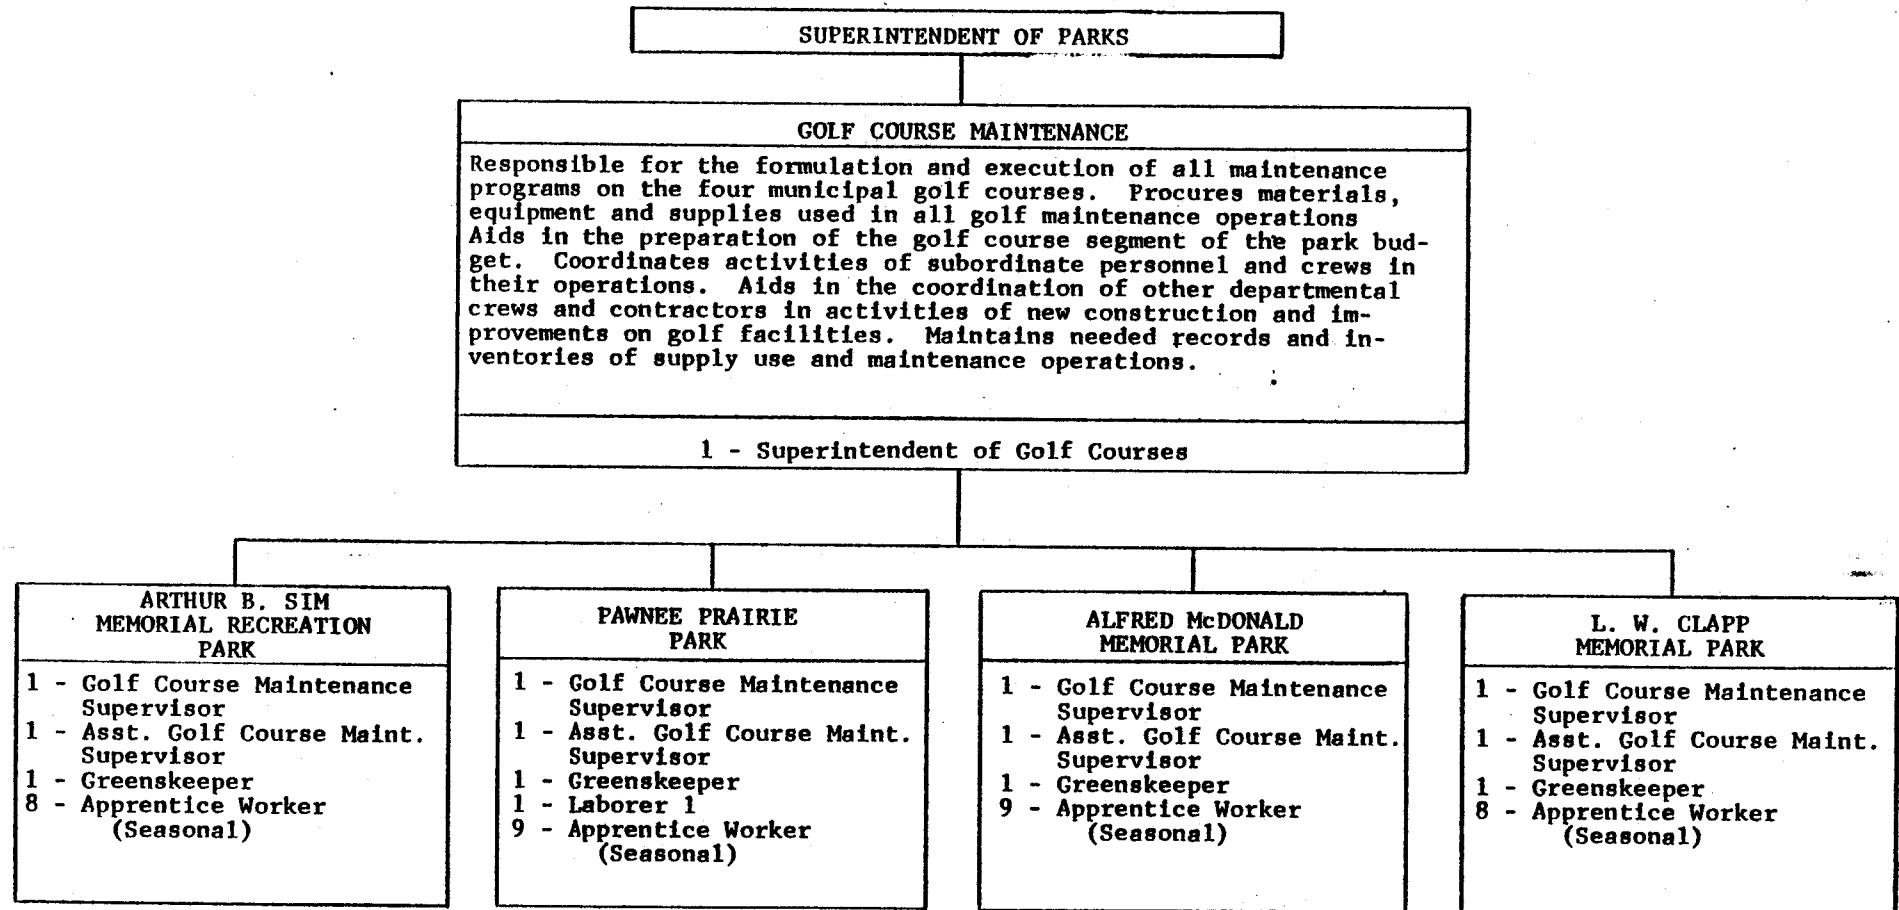 SUPERINTENDENT OF PARKS
GOLF COURSE MAINTENANCE
Responsible for the formulation and execution of all maintenance
programs on the four municipal golf courses. Procures materials,
equipment and supplies used in all golf maintenance operations
Aids in the preparation of the golf course segment of the park bud-
get. Coordinates activities of subordinate personnel and crews in
their operations. Aids in the coordination of other departmental
crews and contractors in activities of new construction and im-
provements on golf facilities. Maintains needed records and in-
ventories of supply use and maintenance operations.
1 - Superintendent of Golf Courses
ARTHUR B. SIM
MEMORIAL RECREATION
PARK
1 - Golf Course Maintenance
Supervisor
1 - Asst. Golf Course Maint.
Supervisor
1 - Greenskeeper
8 - Apprentice Worker
(Seasonal)
PAWNEE PRAIRIE
PARK
1 - Golf Course Maintenance
Supervisor
1 - Asst. Golf Course Maint.
Supervisor
1 - Greenskeeper
1 - Laborer 1
9 - Apprentice Worker
(Seasonal)
ALFRED McDONALD
MEMORIAL PARK
1 - Golf Course Maintenance
Supervisor
1 - Asst. Golf Course Maint.
Supervisor
1 - Greenskeeper
9 - Apprentice Worker
(Seasonal)
L. W. CLAPP
MEMORIAL PARK
1 - Golf Course Maintenance
Supervisor
1 - Asst. Golf Course Maint.
Supervisor
1 - Greenskeeper
8 - Apprentice Worker
(Seasonal)